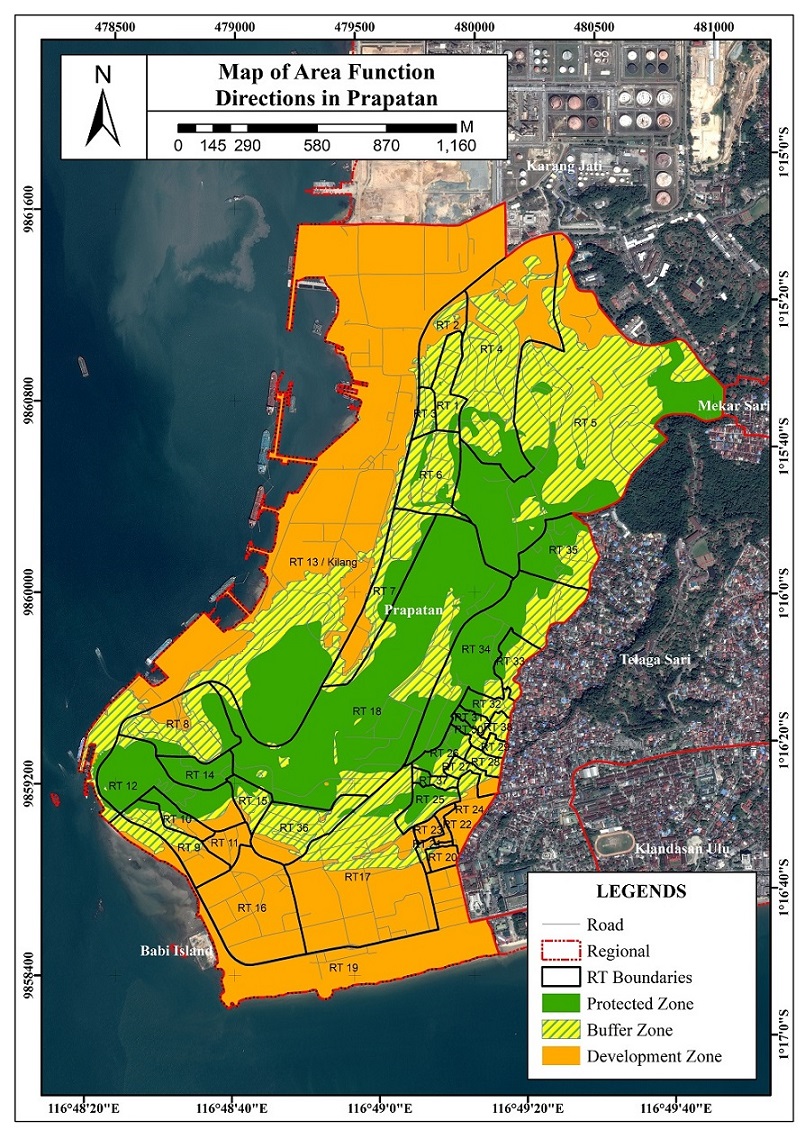 478500 479000 479500 480000 480500 481000
N
Map of Area Function
Directions in Prapatan
M
0 145 290 580 870 1,160
Karang Jati
1°15'0"S
9861600
1°15'20"S
RT 2
RT 4
9860800
Mekar Sari
RT 3
RT 1
RT 5
1°15'40"S
RT 6
RT 35
RT 13 / Kilang
9860000
RT 7
1°16'0"S
Prapatan
RT 34
RT 33
Telaga Sari
RT 32
RT 18
RT 31
RT 8
RT 30
RT 38
1°16'20"S
RT 29
RT 26
RT 28
RT 27
RT 14
RT 37
9859200
RT 12
RT 15
RT 25
RT 24
RT 10
RT 22
RT 36
RT 23
RT 11
RT 9
Klandasan Ulu
RT 20
RT17
1°16'40"S
LEGENDS
RT 16
Road
Babi Island
Regional
RT 19
9858400
RT Boundaries
Protected Zone
Buffer Zone
1°17'0"S
Development Zone
116°48'20"E 116°48'40"E 116°49'0"E 116°49'20"E 116°49'40"E